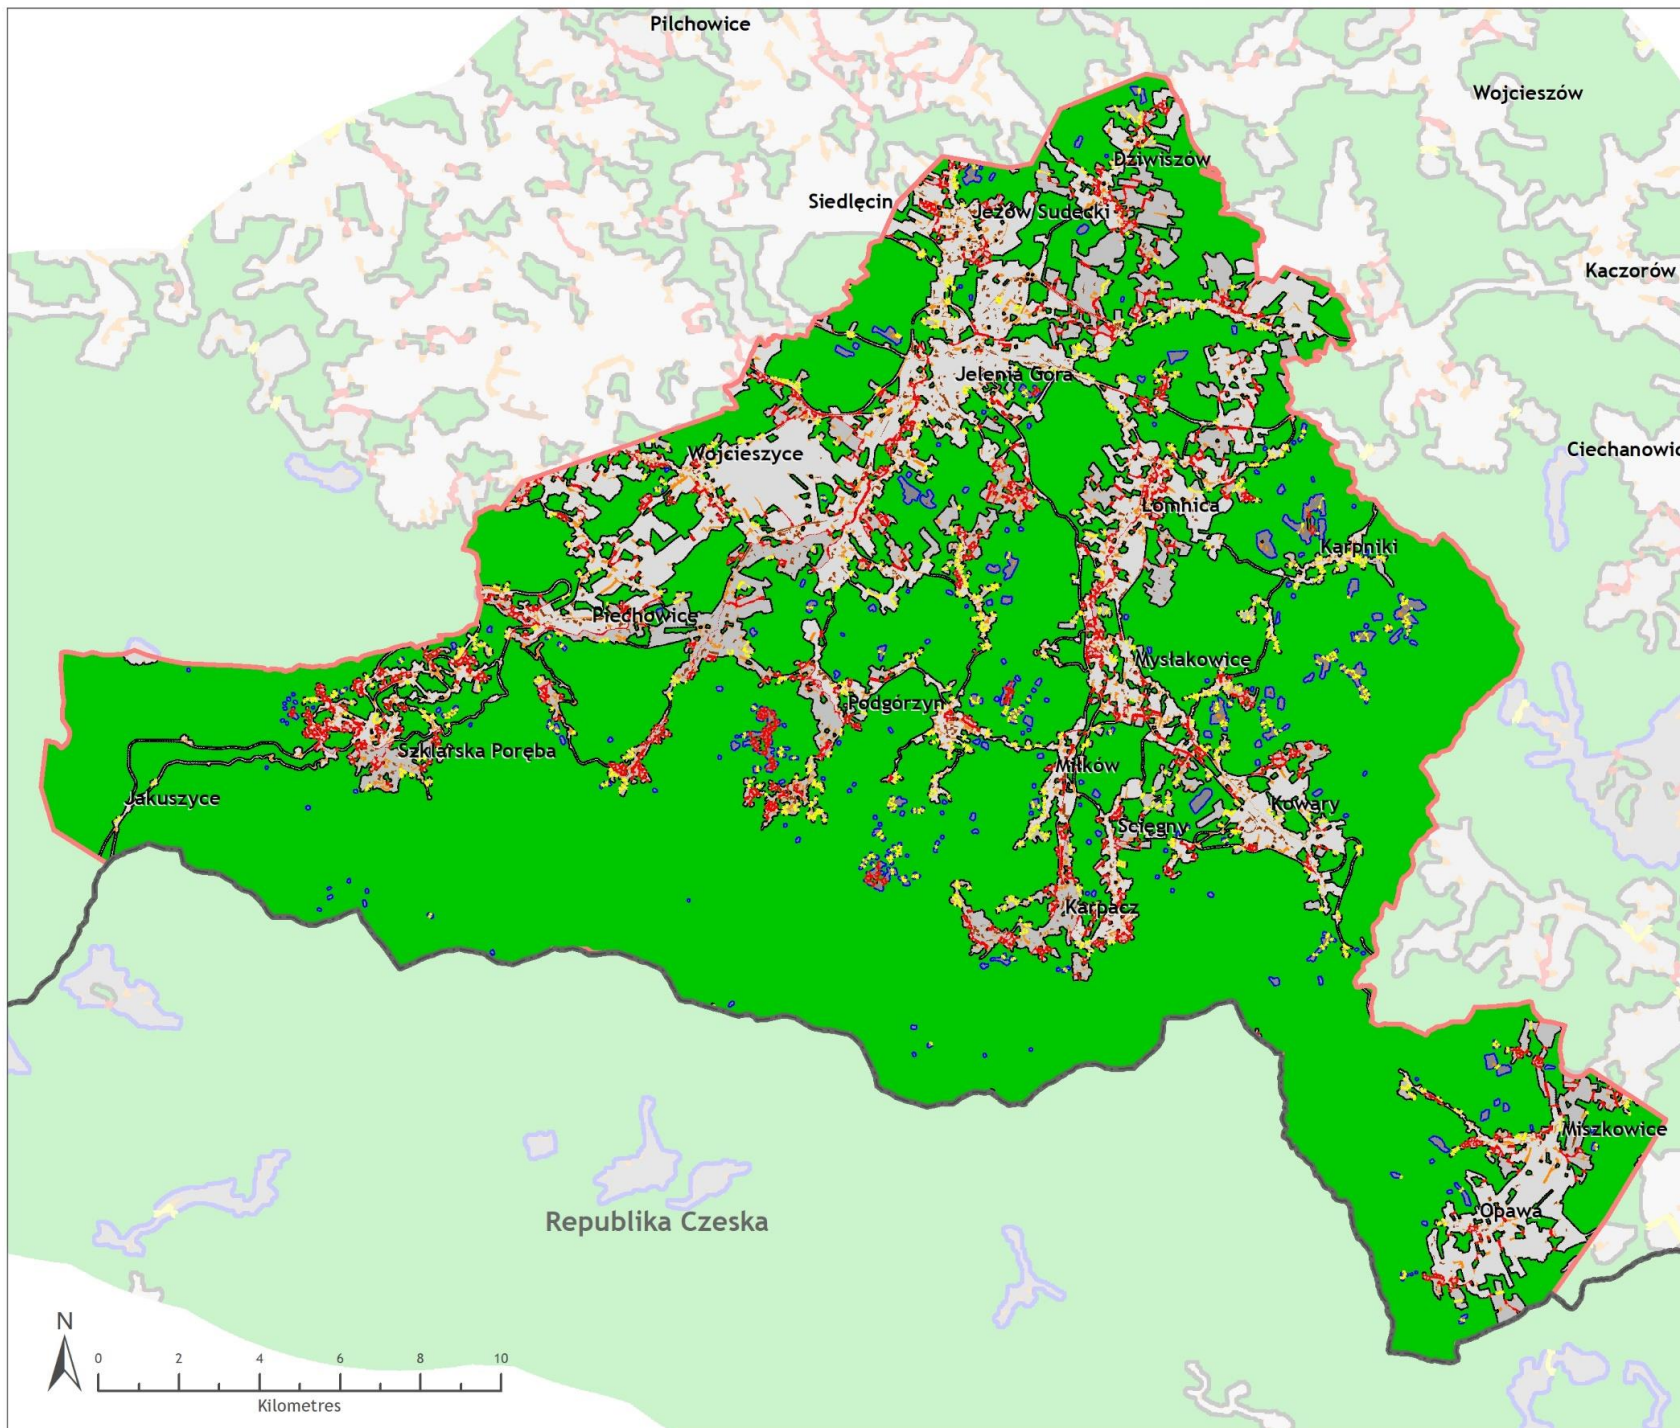 Pilchowice
Wojcieszów
Dziwiszów
Siedlęcin
Jeżów Sudecki
Kaczorów
Jelenia Góra
Wojcieszyce
Ciechanowic
Łomnica
Karpniki
Piechowice
Mysłakowice
Podgórzyn
Szklarska Poręba
Miłków
Jakuszyce
Kowary
Ścięgny
Karpacz
Miszkowice
Opawa
Republika Czeska
N
0 2 4 6 8 10
Kilometres